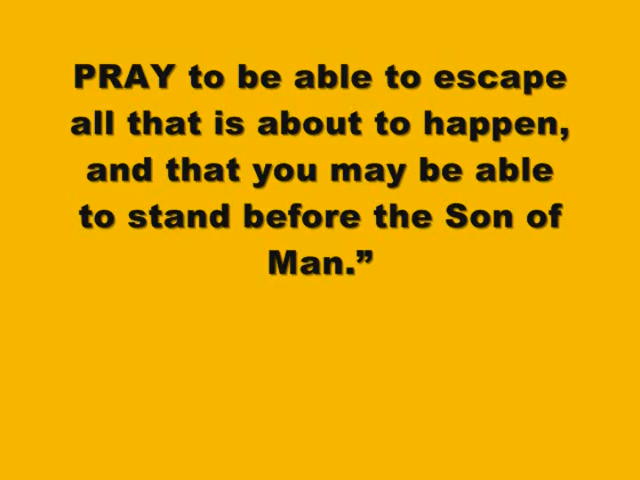 PRAY to be able to escape
all that is about to happen,
and that you may be able
to stand before the Son of
Man.”